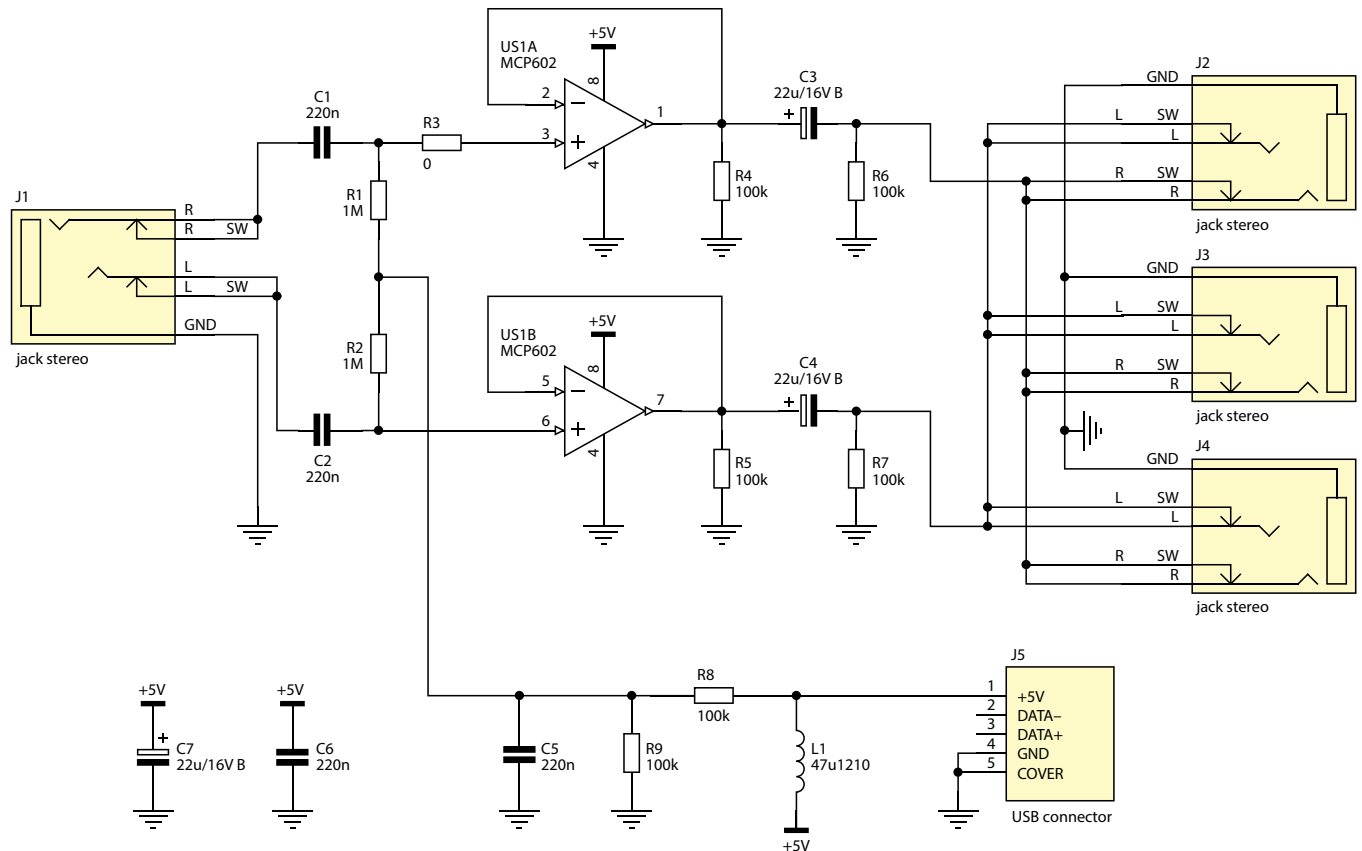 US1A
MCP602
+5V
8
2
3
1
4
C1
220n
R3
0
R1
1M
C3
22u/16V B
+
R4
100k
R6
100k
J1
R
R SW
L
L SW
GND
jack stereo
R2
1M
C2
220n
US1B
MCP602
+5V
8
5
6
7
4
C4
22u/16V B
+
R5
100k
R7
100k
J2
GND
L SW
L
R SW
R
jack stereo
J3
GND
L SW
L
R SW
R
jack stereo
J4
GND
L SW
L
R SW
R
jack stereo
+5V
+
C7
22u/16V B
+5V
C6
220n
C5
220n
R9
100k
R8
100k
L1
47u1210
+5V
J5
1 +5V
2 DATA–
3 DATA+
4 GND
5 COVER
USB connector